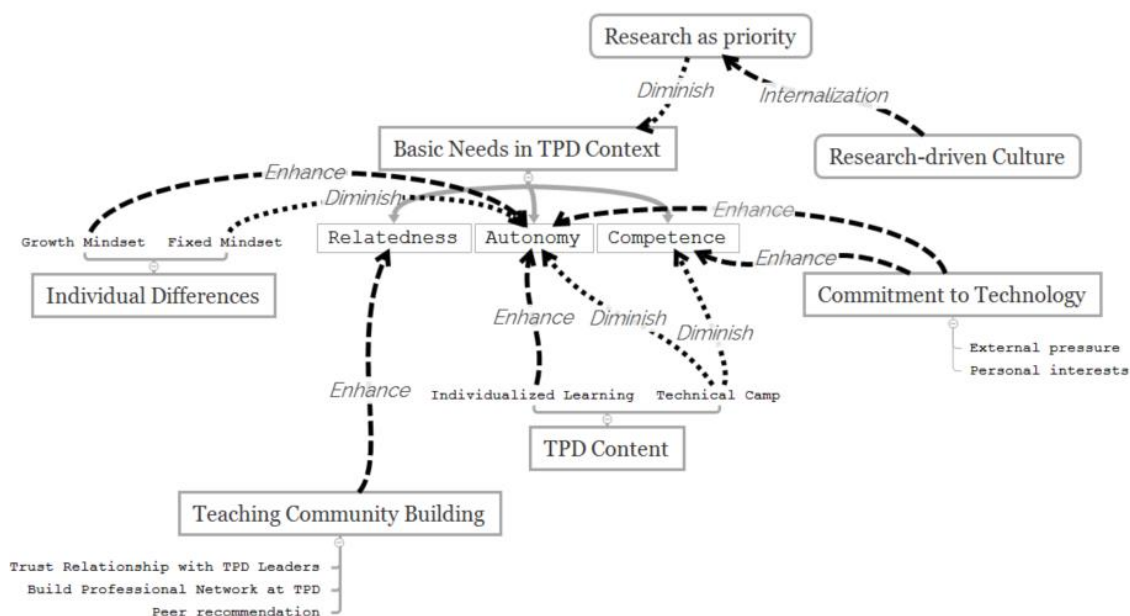 Research as priority
Diminish
Internalization
Basic Needs in TPD Context
Research-driven Culture
Enhance
Diminish
Enhance
Growth Mindset
Fixed Mindset
Relatedness
Autonomy
Competence
Enhance
Individual Differences
Commitment to Technology
Enhance
Diminish
Diminish
External pressure
Personal interests
Enhance
Individualized Learning
Technical Camp
TPD Content
Teaching Community Building
Trust Relationship with TPD Leaders
Build Professional Network at TPD
Peer recommendation